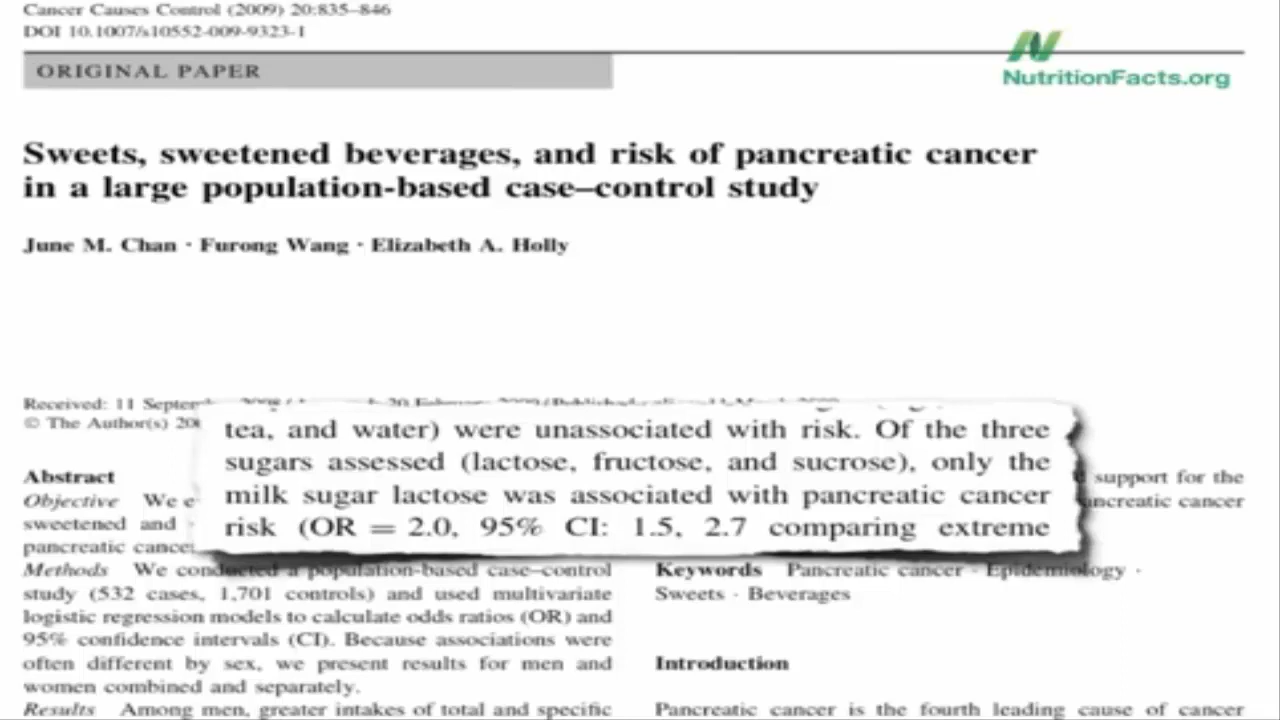 Cancer Causes Control (2009) 20:835–846
DOI 10.1007/s10552-009-9323-1
ORIGINAL PAPER
NutritionFacts.org
Sweets, sweetened beverages, and risk of pancreatic cancer
in a large population-based case–control study
June M. Chan · Furong Wang · Elizabeth A. Holly
Received: 11
© The Author(s)
tea, and water) were unassociated with risk. Of the three
sugars assessed (lactose, fructose, and sucrose), only the
milk sugar lactose was associated with pancreatic cancer
risk (OR = 2.0, 95% CI: 1.5, 2.7 comparing extreme
Abstract
Objective We
sweetened and
pancreatic
Methods We conducted a population-based case–control
study (532 cases, 1,701 controls) and used multivariate
logistic regression models to calculate odds ratios (OR) and
95% confidence intervals (CI). Because associations were
often different by sex, we present results for men and
women combined and separately.
Results Among men, greater intakes of total and specific
support for the
cancer
Keywords Pancreatic cancer · Epidemiology ·
Sweets · Beverages
Introduction
Pancreatic cancer is the fourth leading cause of cancer